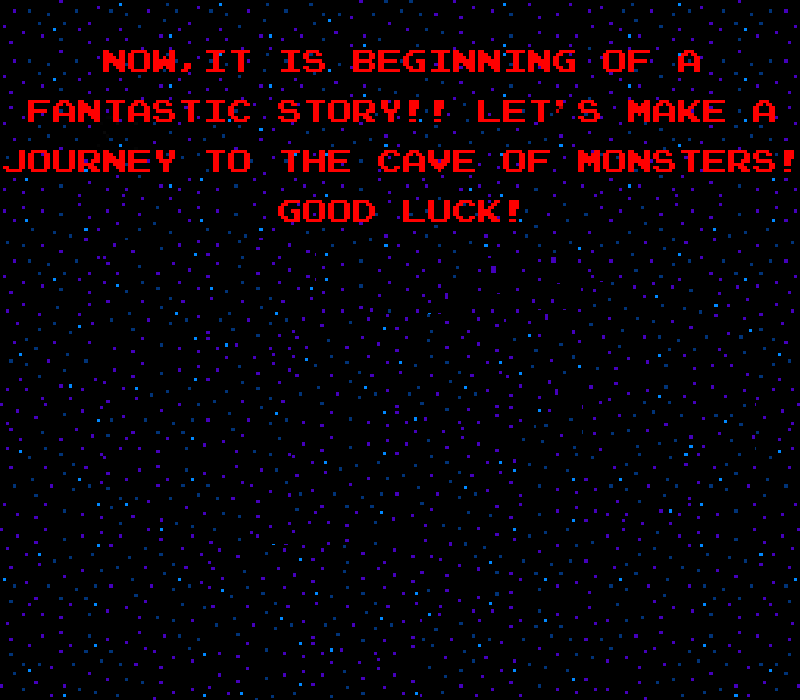 NOW,IT IS BEGINNING OF A
FANTASTIC STORY!! LET'S MAKE A
JOURNEY TO THE CAVE OF MONSTERS!
GOOD LUCK!